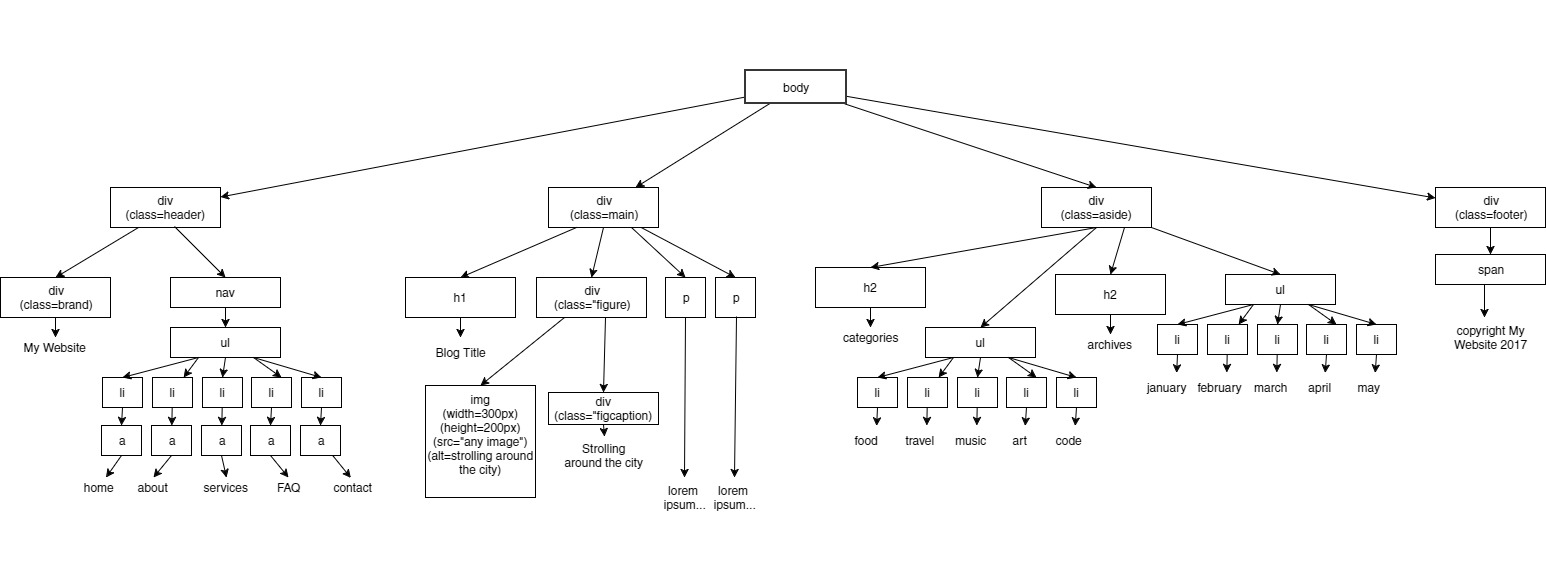 body
div
(class=header)
div
(class=main)
div
(class=aside)
div
(class=footer)
div
(class=brand)
nav
h1
div
(class="figure
p
p
h2
h2
ul
span
My Website
ul
Blog Title
categories
ul
archives
li
li
li
li
li
copyright My
Website 2017
january
february
march
april
may
li
li
li
li
li
img
(width=300px)
(height=200px)
(src="any image")
(alt=strolling around
the city)
div
(class="figcaption)
li
li
li
li
li
food
travel
music
art
code
a
a
a
a
a
Strolling
around the city
home
about
services
FAQ
contact
lorem
ipsum...
lorem
ipsum...